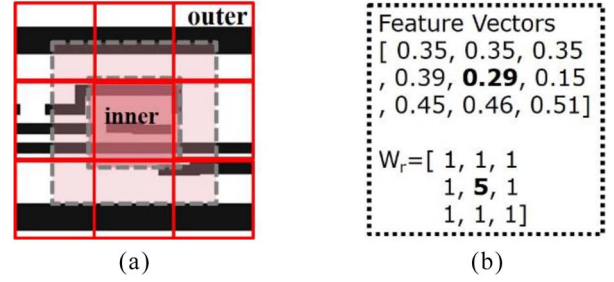 outer
inner
(a)
Feature Vectors
[ 0.35, 0.35, 0.35
, 0.39, 0.29, 0.15
, 0.45, 0.46, 0.51]
Wr=[ 1, 1, 1
1, 5, 1
1, 1, 1]
(b)